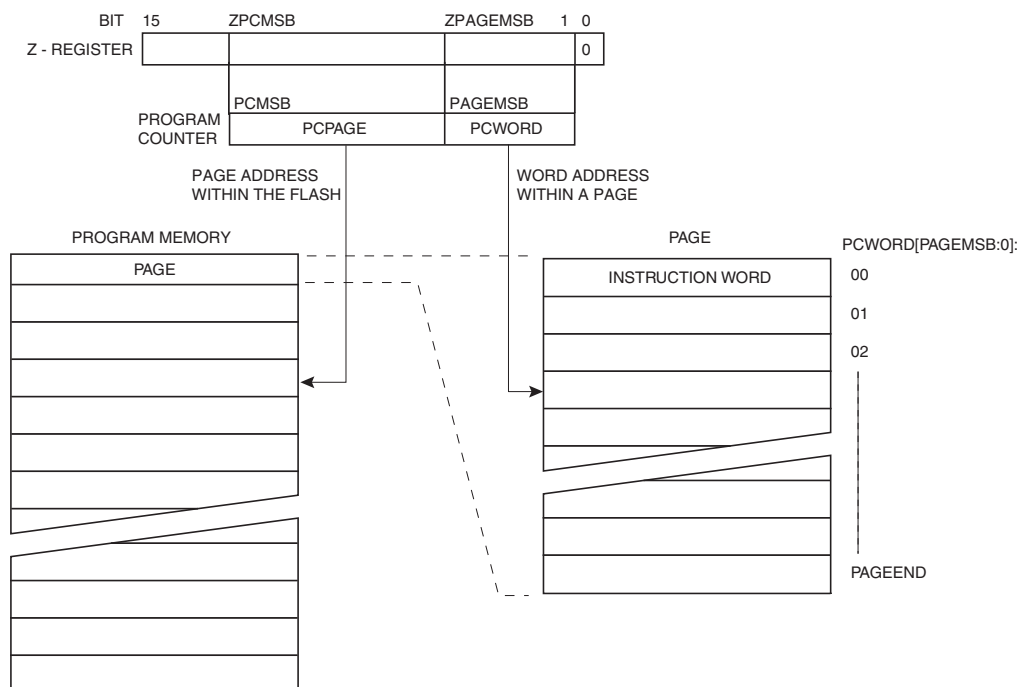 BIT 15 ZPCMSB ZPAGEMSB 1 0
Z - REGISTER 0
PCMSB PAGEMSB
PROGRAM
COUNTER
PCPAGE PCWORD
PAGE ADDRESS
WITHIN THE FLASH
WORD ADDRESS
WITHIN A PAGE
PROGRAM MEMORY
PAGE
PAGE
PCWORD[PAGEMSB:0]:
INSTRUCTION WORD 00
01
02
PAGEEND